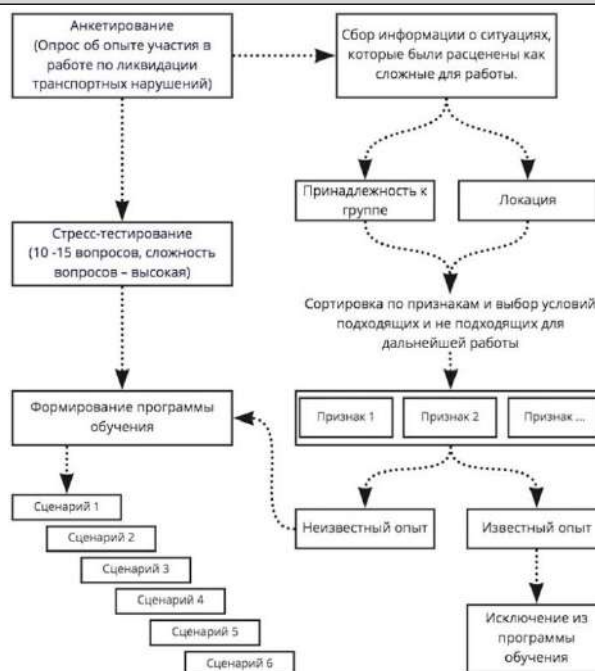 Анкетирование
(Опрос об опыте участия в
работе по ликвидации
транспортных нарушений)
Сбор информации о ситуациях,
которые были расценены как
сложные для работы.
Принадлежность к
группе
Локация
Стресс-тестирование
(10 -15 вопросов, сложность
вопросов – высокая)
Сортировка по признакам и выбор условий
подходящих и не подходящих для
дальнейшей работы
Формирование программы
обучения
Признак 1
Признак 2
Признак ...
Сценарий 1
Сценарий 2
Сценарий 3
Сценарий 4
Сценарий 5
Сценарий 6
Неизвестный опыт
Известный опыт
Исключение из
программы
обучения